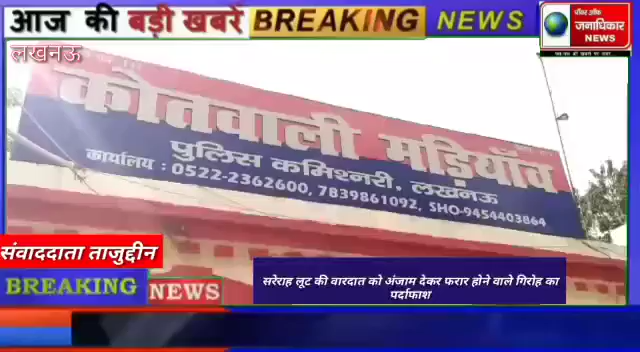 आज की बड़ी खबरें BREAKING NEWS
जनाधिकार
NEWS
लखनऊ
कोतवाली मड़ियाँव
पुलिस कमिश्नरी, लखनऊ
कार्यालय : 0522-2362600, 7839861092, SHO-9454403864
संवाददाता ताजुद्दीन
सरेराह लूट की वारदात को अंजाम देकर फरार होने वाले गिरोह का
पर्दाफाश
BREAKING NEWS